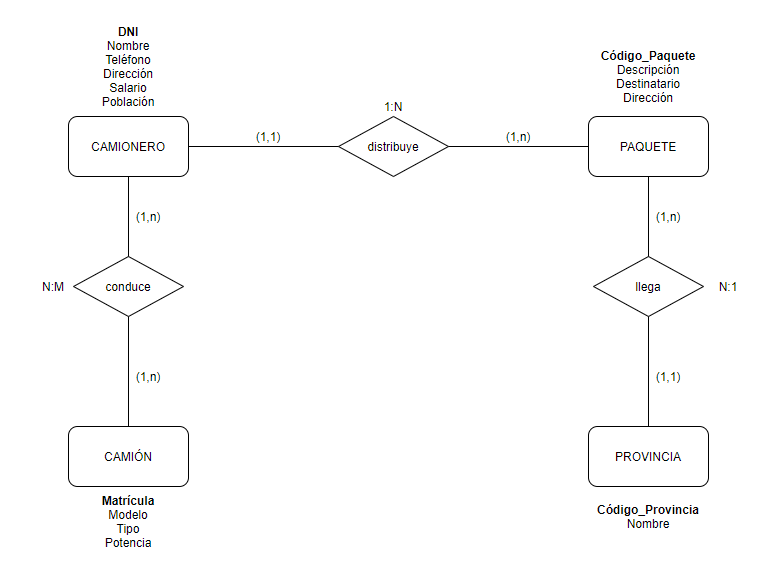 DNI
Nombre
Teléfono
Dirección
Salario
Población
Código_Paquete
Descripción
Destinatario
Dirección
CAMIONERO
(1,1)
1:N
distribuye
(1,n)
PAQUETE
(1,n)
(1,n)
N:M
conduce
llega
N:1
(1,n)
(1,1)
CAMIÓN
PROVINCIA
Matrícula
Modelo
Tipo
Potencia
Código_Provincia
Nombre